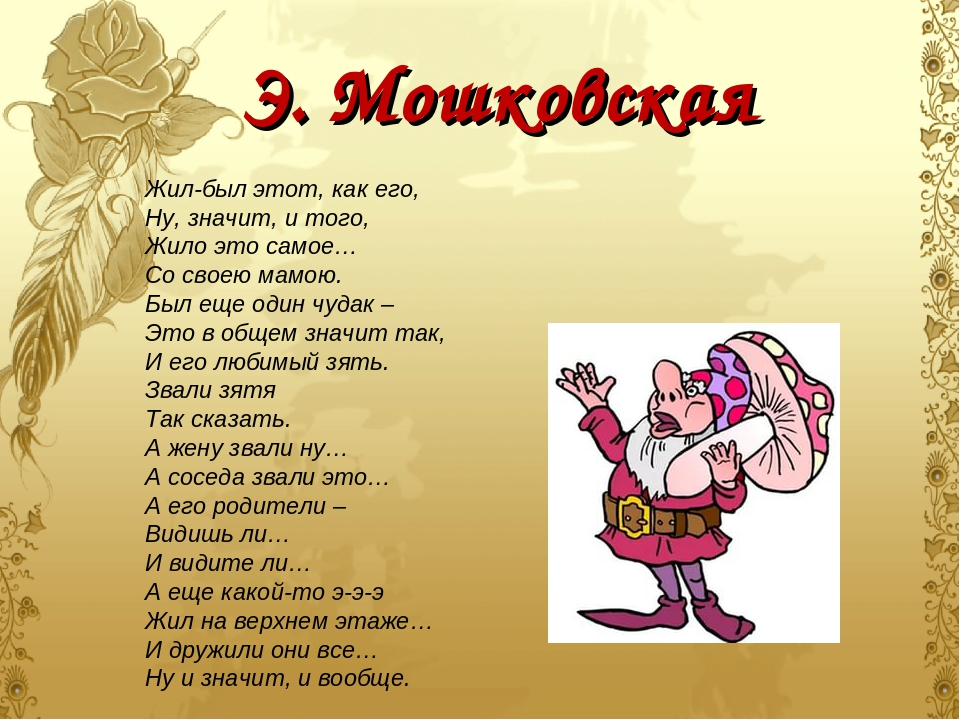 Э. Мошковская
Жил-был этот, как его,
Ну, значит, и того,
Жило это самое…
Со своею мамою.
Был еще один чудак –
Это в общем значит так,
И его любимый зять.
Звали зятя
Так сказать.
А жену звали ну…
А соседа звали это…
А его родители –
Видишь ли…
И видите ли…
А еще какой-то э-э-э
Жил на верхнем этаже…
И дружили они все…
Ну и значит, и вообще.